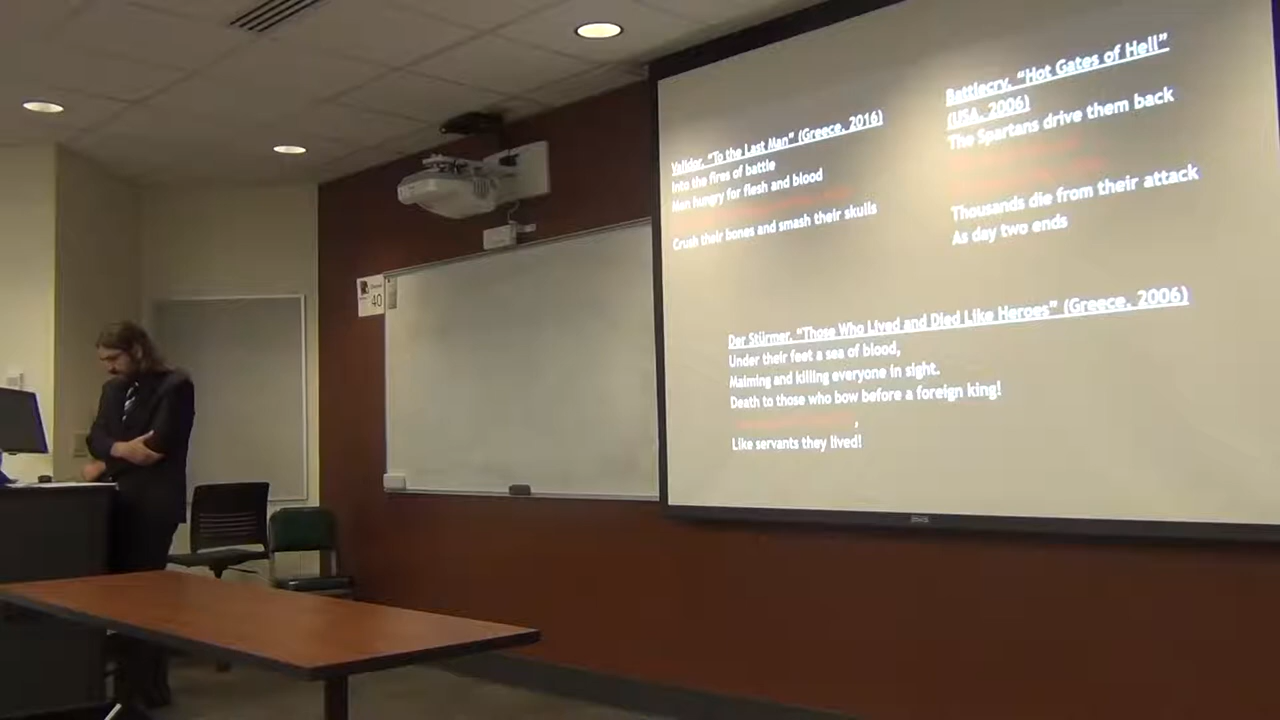 Validor, "To the Last Man" (Greece, 2016)
Into the fires of battle
Men hungry for flesh and blood
Crush their bones and smash their skulls
Battlecry, "Hot Gates of Hell"
(USA, 2006)
The Spartans drive them back
Thousands die from their attack
As day two ends
Der Stürmer, "Those Who Lived and Died Like Heroes" (Greece, 2006)
Under their feet a sea of blood,
Maiming and killing everyone in sight.
Death to those who bow before a foreign king!
,
Like servants they lived!
40